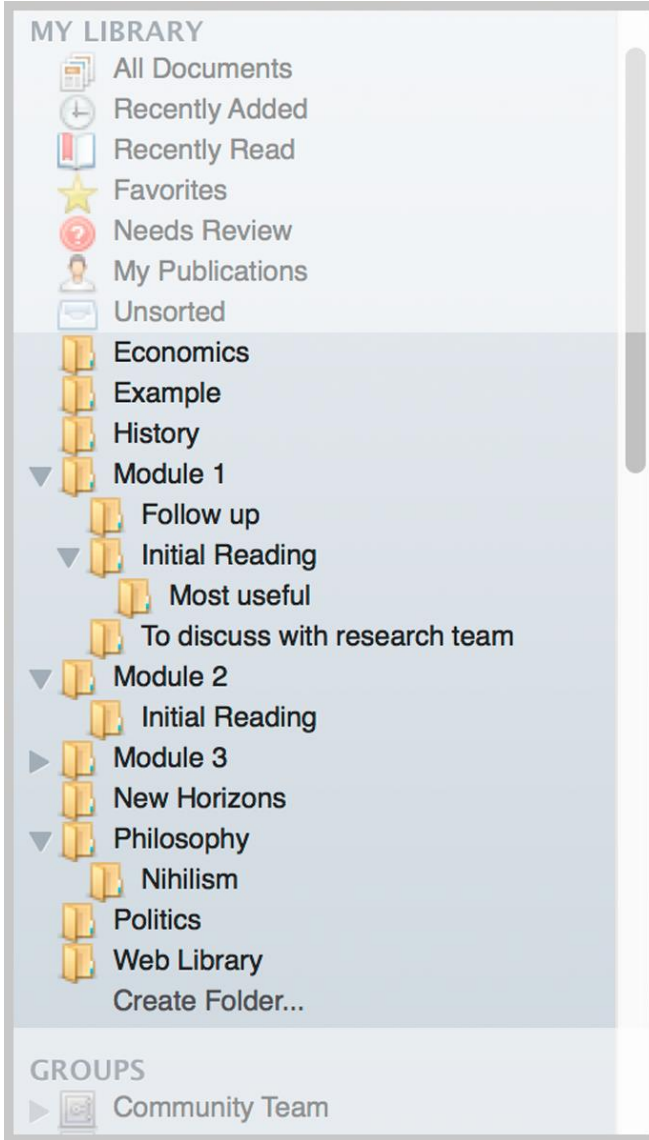 MY LIBRARY
All Documents
Recently Added
Recently Read
Favorites
Needs Review
My Publications
Unsorted
Economics
Example
History
Module 1
Follow up
Initial Reading
Most useful
To discuss with research team
Module 2
Initial Reading
Module 3
New Horizons
Philosophy
Nihilism
Politics
Web Library
Create Folder...
GROUPS
Community Team